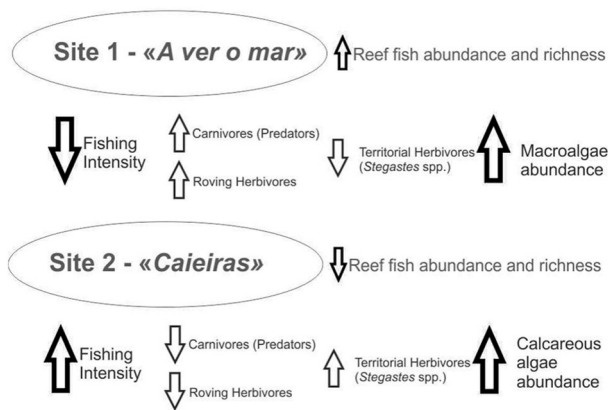 Site 1 - «A ver o mar»
Reef fish abundance and richness
Fishing
Intensity
Carnivores (Predators)
Roving Herbivores
Territorial Herbivores
(Stegastes spp.)
Macroalgae
abundance
Site 2 - «Caieiras»
Reef fish abundance and richness
Fishing
Intensity
Carnivores (Predators)
Roving Herbivores
Territorial Herbivores
(Stegastes spp.)
Calcareous
algae
abundance